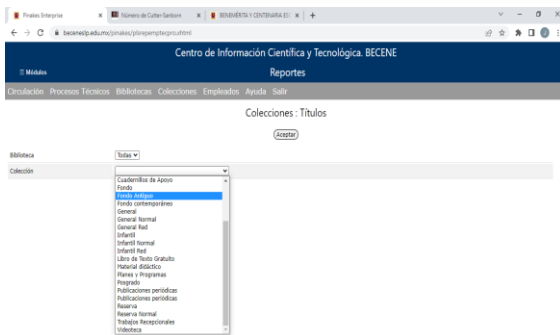 Pinakes Enterprise
Número de Cutter-Sanborn
BENEMÉRITA Y CENTENARIA ES
beceneslp.edu.mx/pinakes/plsrepemptecpro.xhtml
Centro de Información Científica y Tecnológica. BECENE
Módulos
Reportes
Circulación Procesos Técnicos Bibliotecas Colecciones Empleados Ayuda Salir
Colecciones : Títulos
Aceptar
Biblioteca
Todas
Colección
Cuadernillos de Apoyo
Fondo
Fondo Antiguo
Fondo contemporáneo
General
General Normal
General Red
Infantil
Infantil Normal
Infantil Red
Libro de Texto Gratuito
Material didáctico
Planes y Programas
Posgrado
Publicaciones periódicas
Publicaciones periódicas
Reserva
Reserva Normal
Trabajos Recepcionales
Videoteca